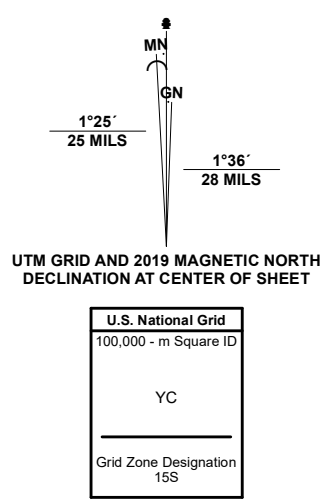 MN
GN
1°25´
25 MILS
1°36´
28 MILS
UTM GRID AND 2019 MAGNETIC NORTH
DECLINATION AT CENTER OF SHEET
U.S. National Grid
100,000 - m Square ID
YC
Grid Zone Designation
15S